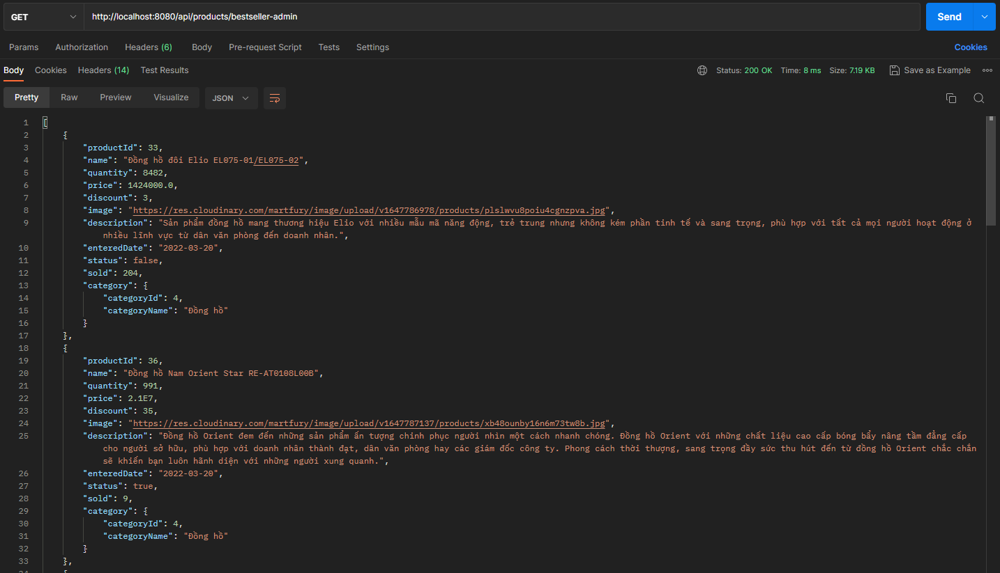 GET http://localhost:8080/api/products/bestseller-admin Send
Params Authorization Headers (6) Body Pre-request Script Tests Settings Cookies
Body Cookies Headers (14) Test Results Status: 200 OK Time: 8 ms Size: 7.19 KB Save as Example
Pretty Raw Preview Visualize JSON
1 [
2 {
3 "productId": 33,
4 "name": "Đồng hồ đôi Elio EL075-01/EL075-02",
5 "quantity": 8482,
6 "price": 1424000.0,
7 "discount": 3,
8 "image": "https://res.cloudinary.com/martfury/image/upload/v1647786978/products/plslwvu8poiu4cgnzpva.jpg",
9 "description": "Sản phẩm đồng hồ mang thương hiệu Elio với nhiều mẫu mã năng động, trẻ trung nhưng không kém phần tinh tế và sang trọng, phù hợp với tất cả mọi người hoạt động ở
nhiều lĩnh vực từ dân văn phòng đến doanh nhân.",
10 "enteredDate": "2022-03-20",
11 "status": false,
12 "sold": 204,
13 "category": {
14 "categoryId": 4,
15 "categoryName": "Đồng hồ"
16 }
17 },
18 {
19 "productId": 36,
20 "name": "Đồng hồ Nam Orient Star RE-AT0108L00B",
21 "quantity": 991,
22 "price": 2.1E7,
23 "discount": 35,
24 "image": "https://res.cloudinary.com/martfury/image/upload/v1647787137/products/xb48ounby16n6m73tw8b.jpg",
25 "description": "Đồng hồ Orient đem đến những sản phẩm ấn tượng chinh phục người nhìn một cách nhanh chóng. Đồng hồ Orient với những chất liệu cao cấp bóng bẩy nâng tầm đẳng cấp
cho người sở hữu, phù hợp với doanh nhân thành đạt, dân văn phòng hay các giám đốc công ty. Phong cách thời thượng, sang trọng đầy sức thu hút đến từ đồng hồ Orient chắc chắn
sẽ khiến bạn luôn hãnh diện với những người xung quanh.",
26 "enteredDate": "2022-03-20",
27 "status": true,
28 "sold": 9,
29 "category": {
30 "categoryId": 4,
31 "categoryName": "Đồng hồ"
32 }
33 },